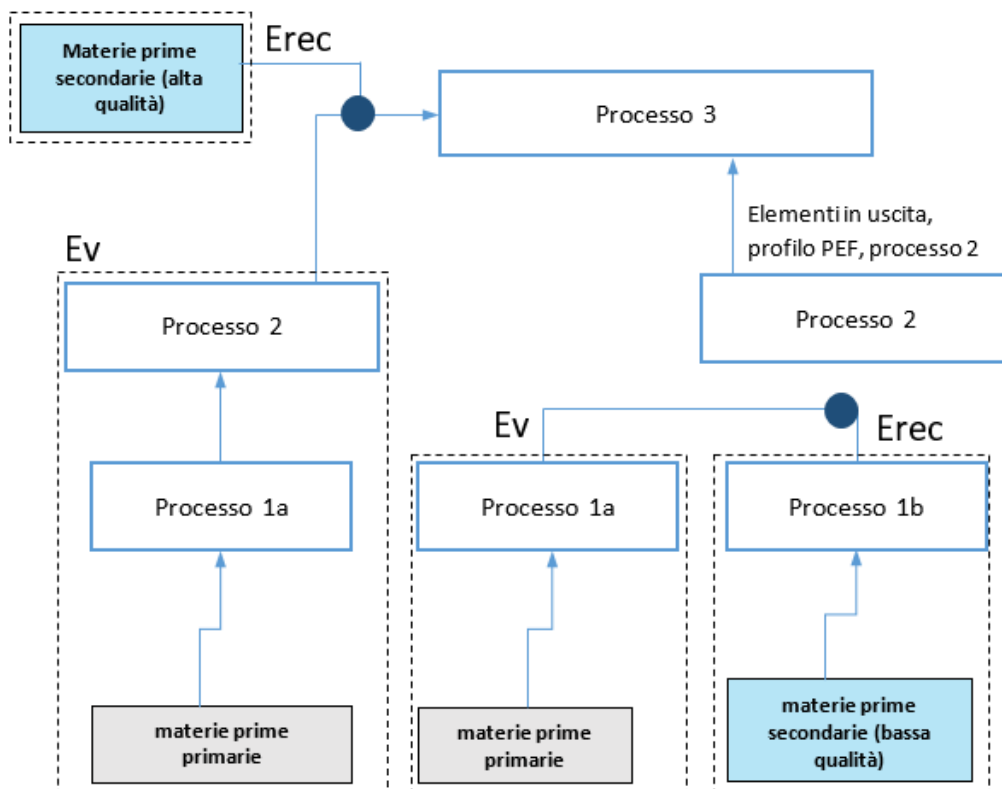 Materie prime
secondarie (alta
qualità)
Erec
Processo 3
Elementi in uscita,
profilo PEF, processo 2
Ev
Processo 2
Processo 2
Ev
Erec
Processo 1a
Processo 1a
Processo 1b
materie prime
primarie
materie prime
primarie
materie prime
secondarie (bassa
qualità)